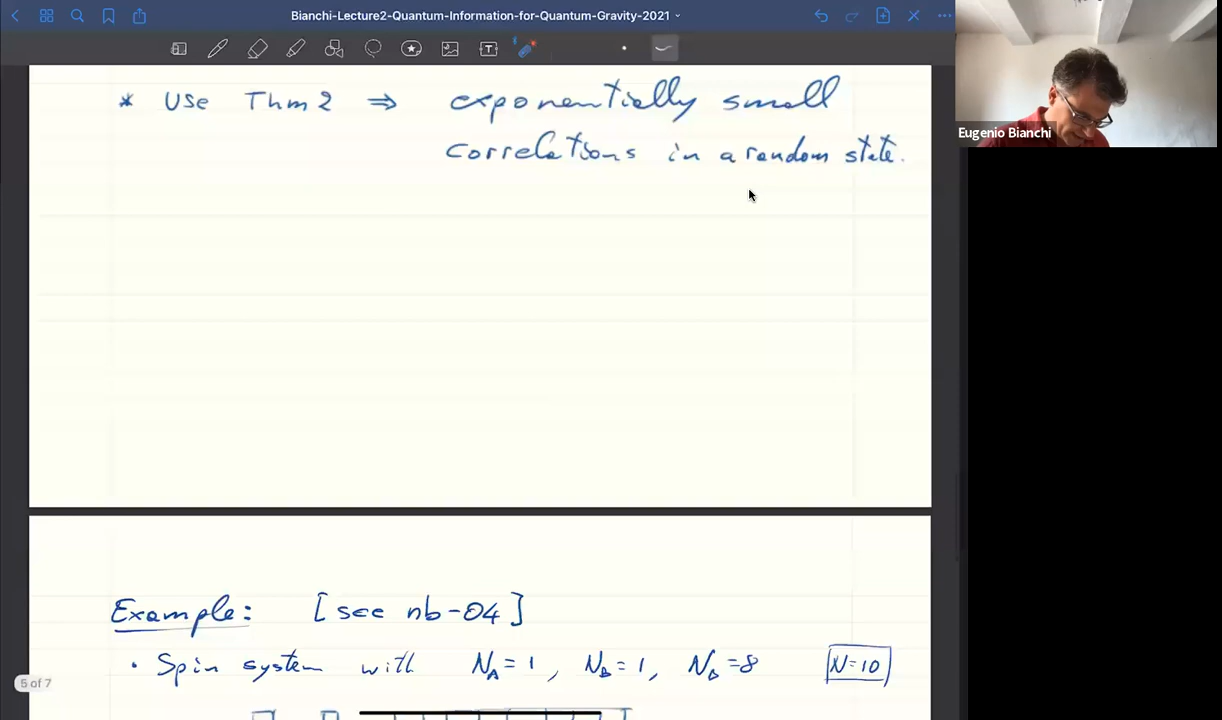 Bianchi-Lecture2-Quantum-Information-for-Quantum-Gravity-2021
Eugenio Bianchi
* Use Thm 2 ⇒ exponentially small
correlations in a random state.
Example: [see nb-04]
• Spin system with N_A = 1, N_B = 1, N_B = 8 N=10
5 of 7